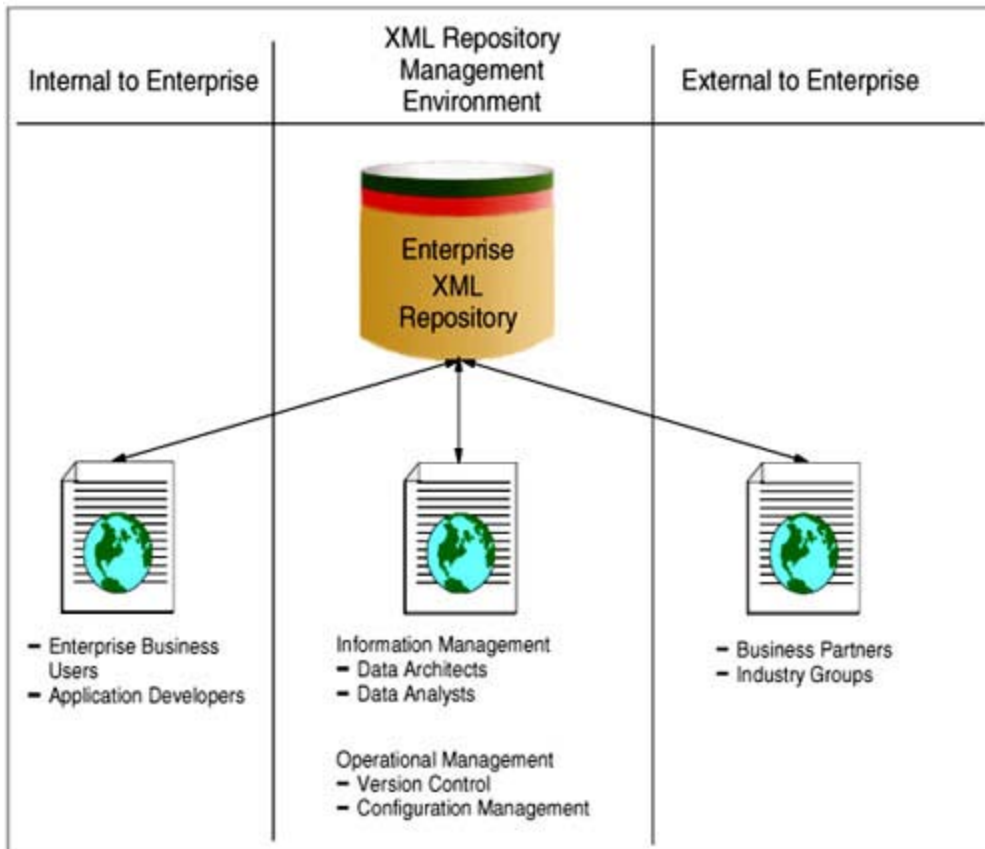 Internal to Enterprise
XML Repository
Management
Environment
External to Enterprise
Enterprise
XML
Repository
– Enterprise Business
Users
– Application Developers
Information Management
– Data Architects
– Data Analysts
Operational Management
– Version Control
– Configuration Management
– Business Partners
– Industry Groups